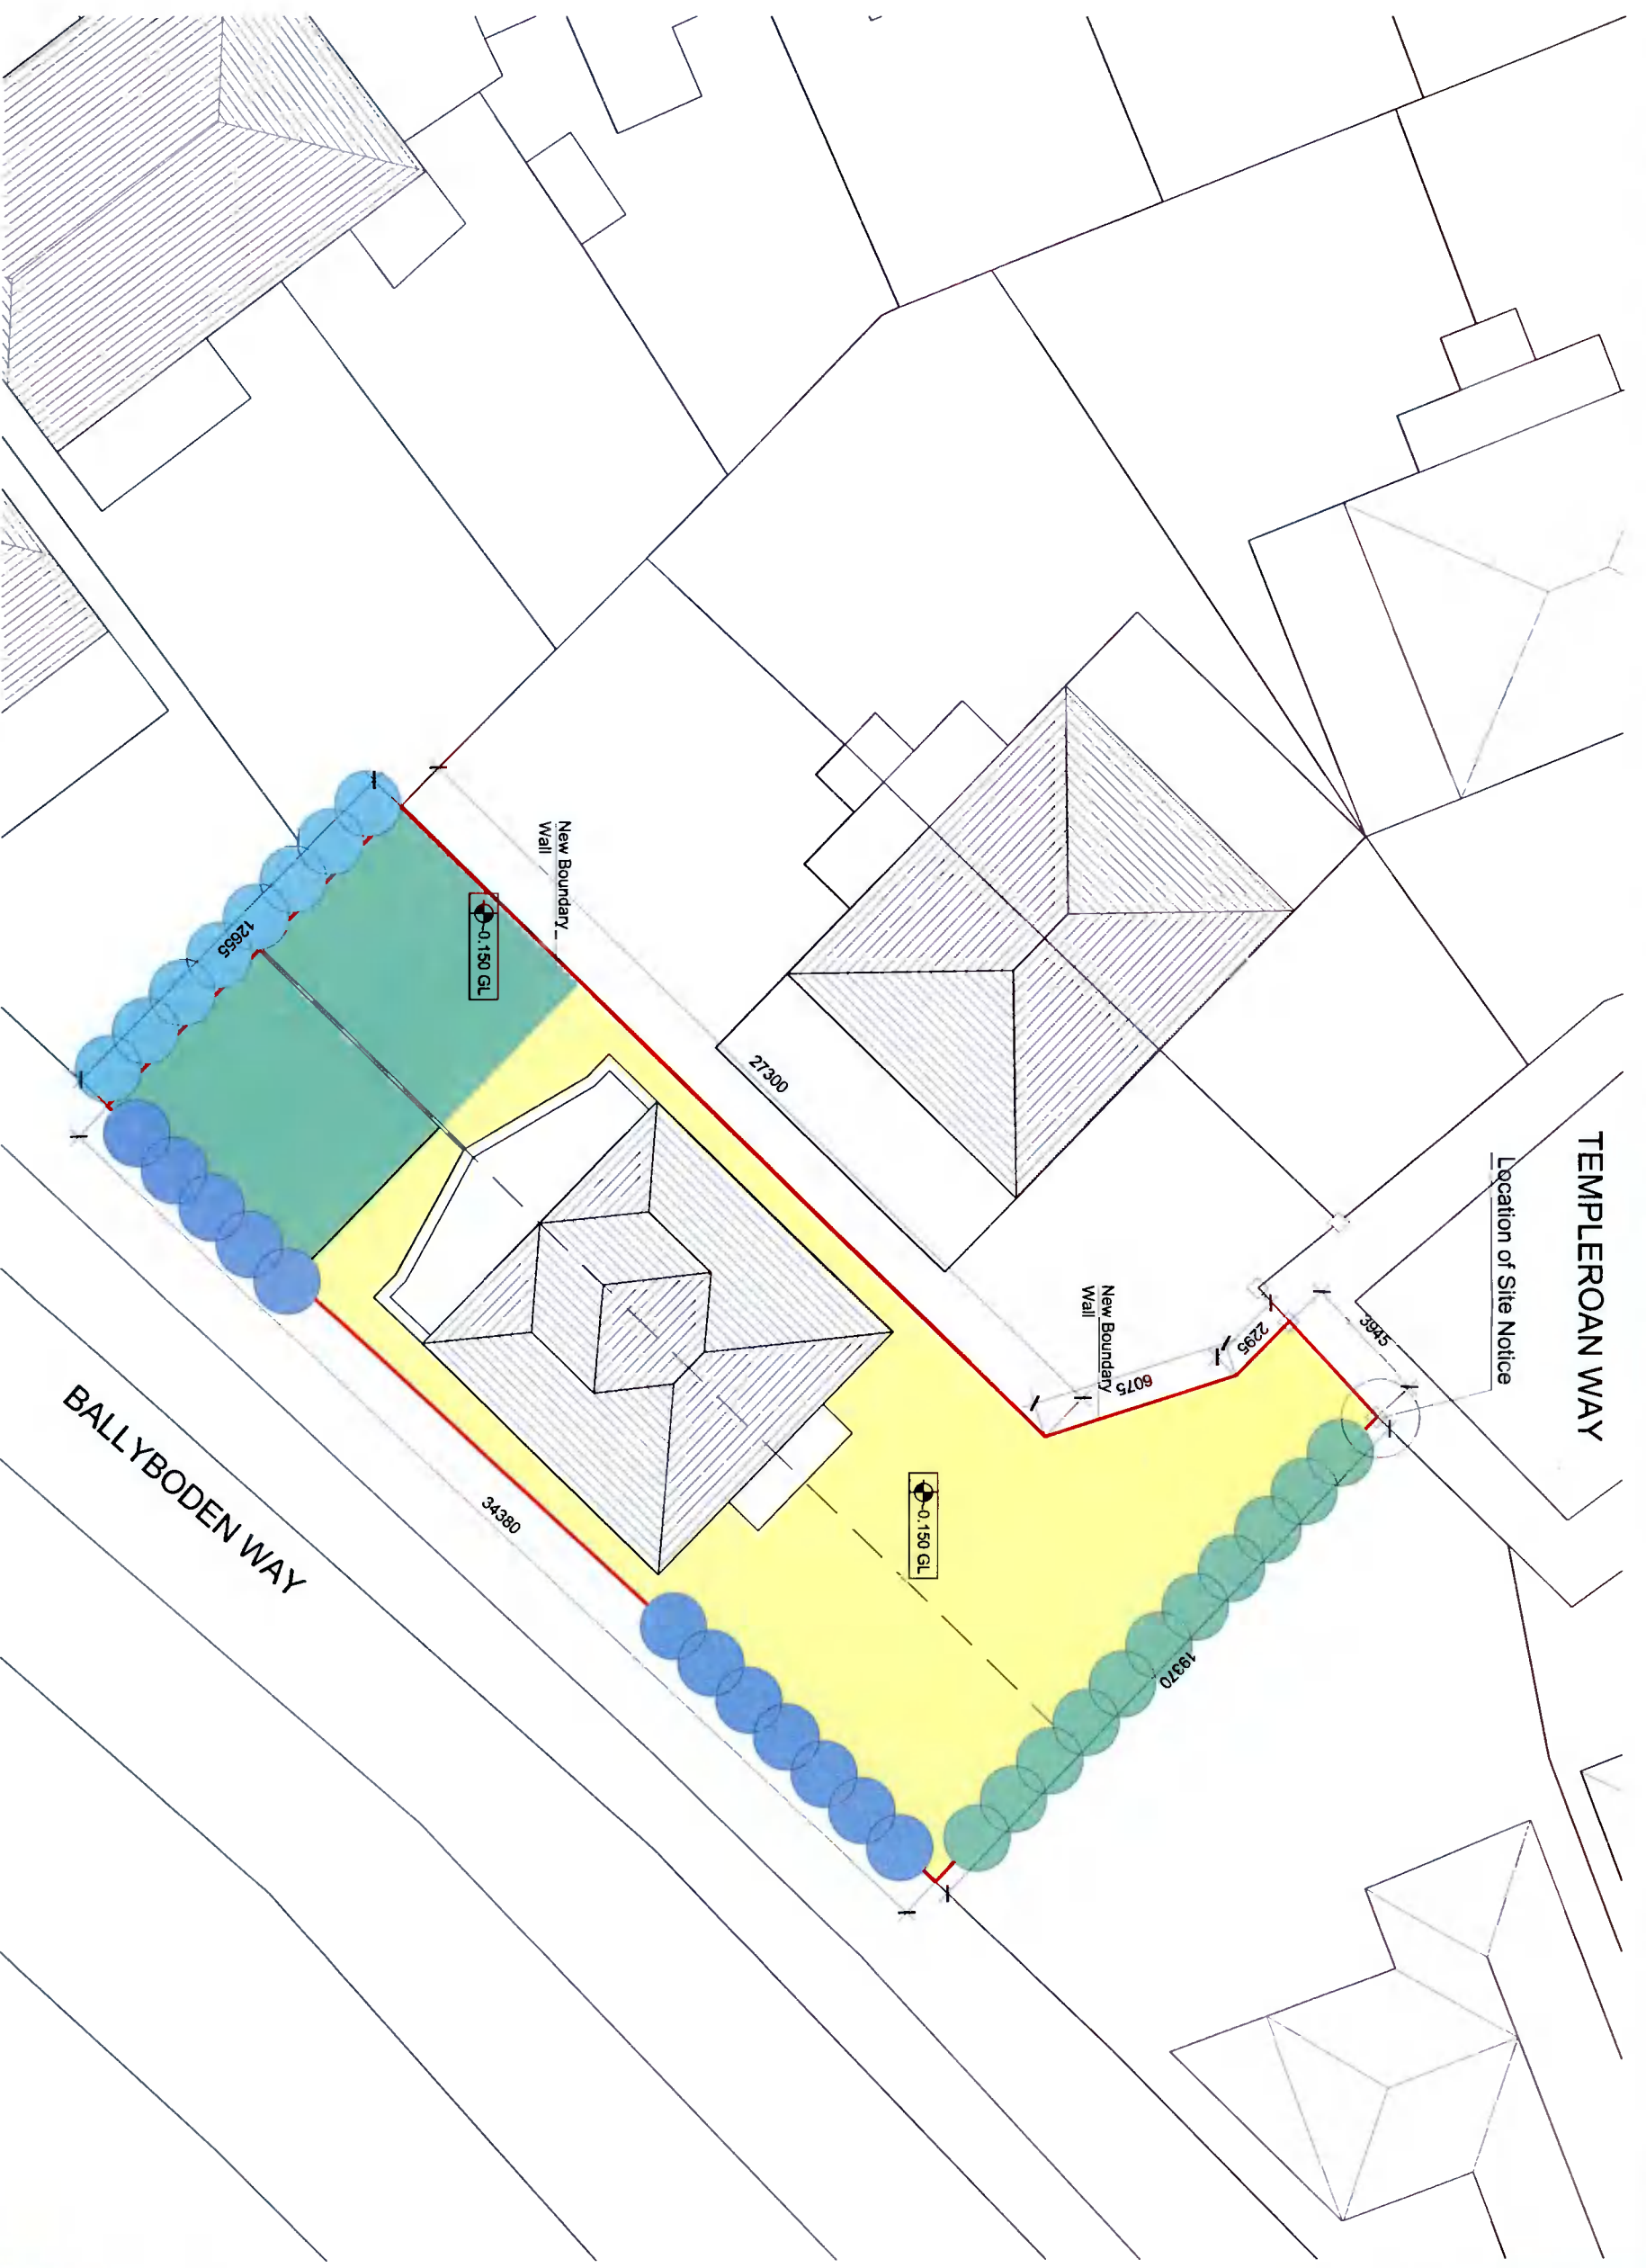 TEMPLEROAN WAY
Location of Site Notice
3945
2295
6075
New Boundary
Wall
New Boundary
Wall
27300
-0.150 GL
-0.150 GL
12655
19370
34380
BALLYBODEN WAY